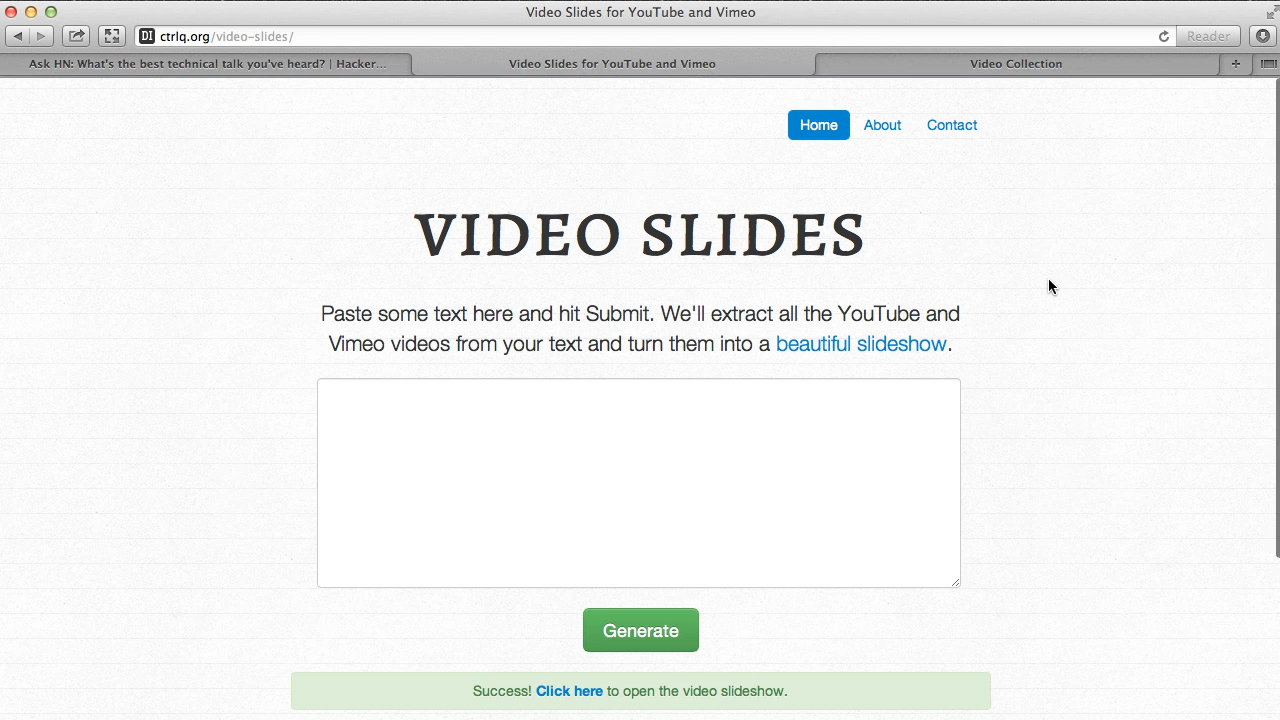 Video Slides for YouTube and Vimeo
DI ctrlq.org/video-slides/ Reader
Ask HN: What's the best technical talk you've heard? | Hacker... Video Slides for YouTube and Vimeo Video Collection +
Home About Contact
VIDEO SLIDES
Paste some text here and hit Submit. We'll extract all the YouTube and
Vimeo videos from your text and turn them into a beautiful slideshow.
Generate
Success! Click here to open the video slideshow.